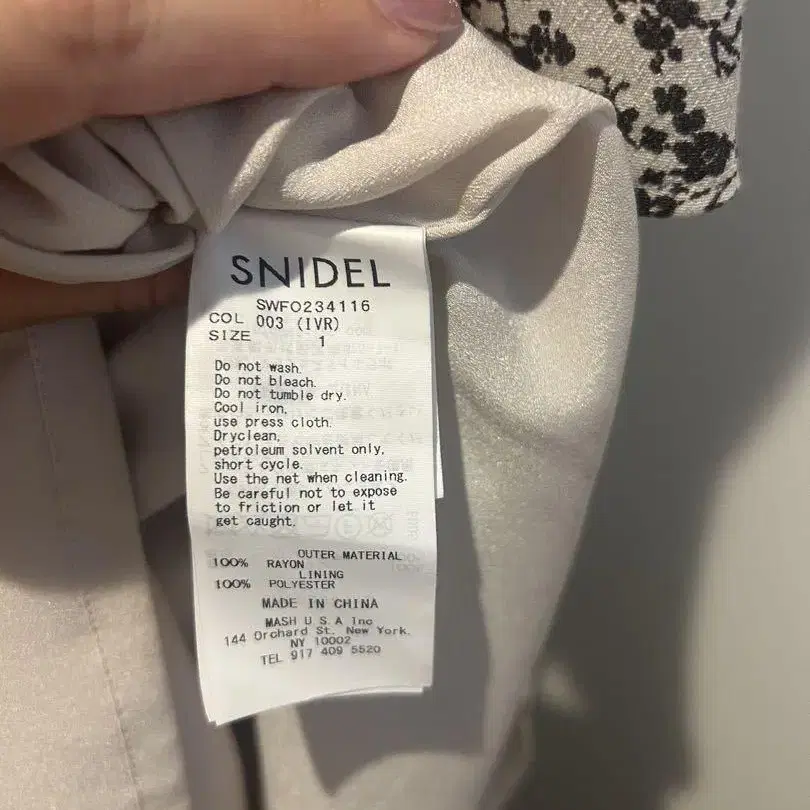 SNIDEL
SWFO234116
COL 003 (IVR)
SIZE 1
Do not wash.
Do not bleach.
Do not tumble dry.
Cool iron,
use press cloth.
Dryclean,
petroleum solvent only,
short cycle.
Use the net when cleaning.
Be careful not to expose
to friction or let it
get caught.
OUTER MATERIAL
100% RAYON
LINING
100% POLYESTER
MADE IN CHINA
MASH U S A Inc
144 Orchard St. New York.
NY 10002
TEL 917 409 5520